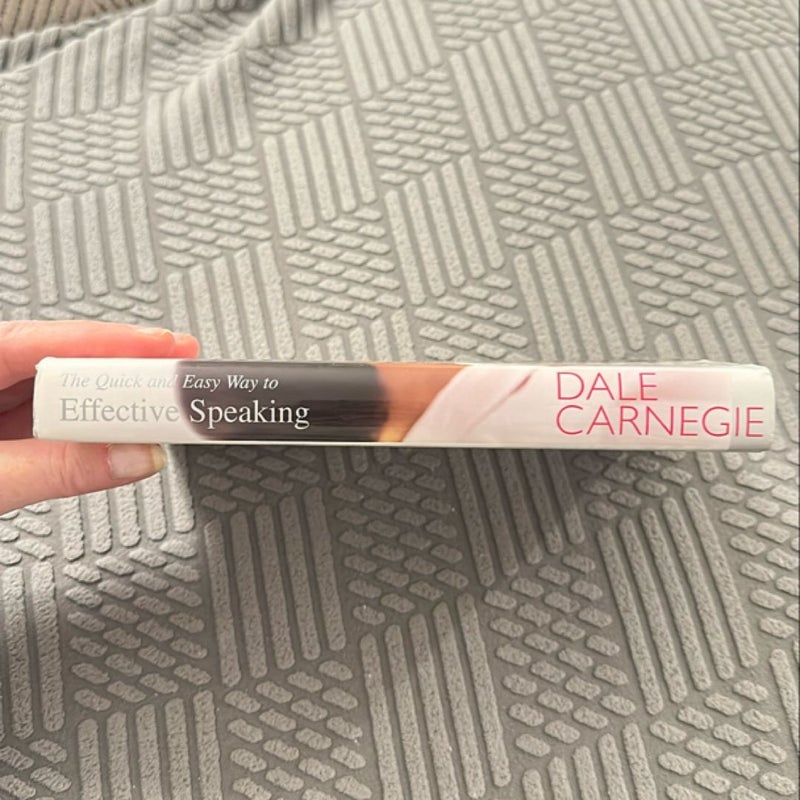 The Quick and Easy Way to
Effective Speaking
DALE
CARNEGIE